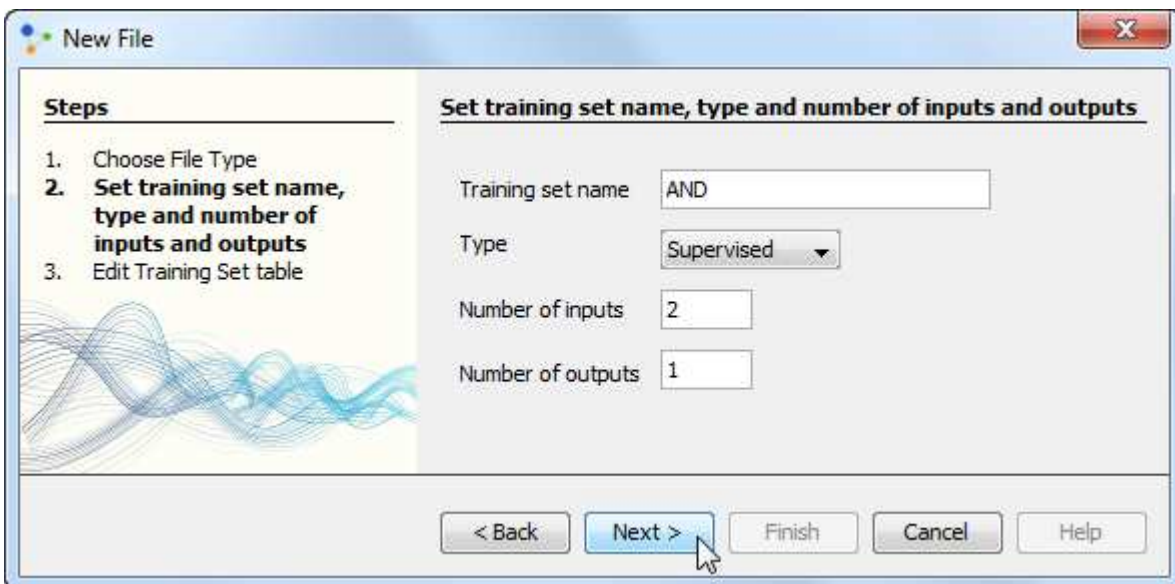 New File
Steps
1. Choose File Type
2. Set training set name,
type and number of
inputs and outputs
3. Edit Training Set table
Set training set name, type and number of inputs and outputs
Training set name AND
Type Supervised
Number of inputs 2
Number of outputs 1
< Back Next > Finish Cancel Help